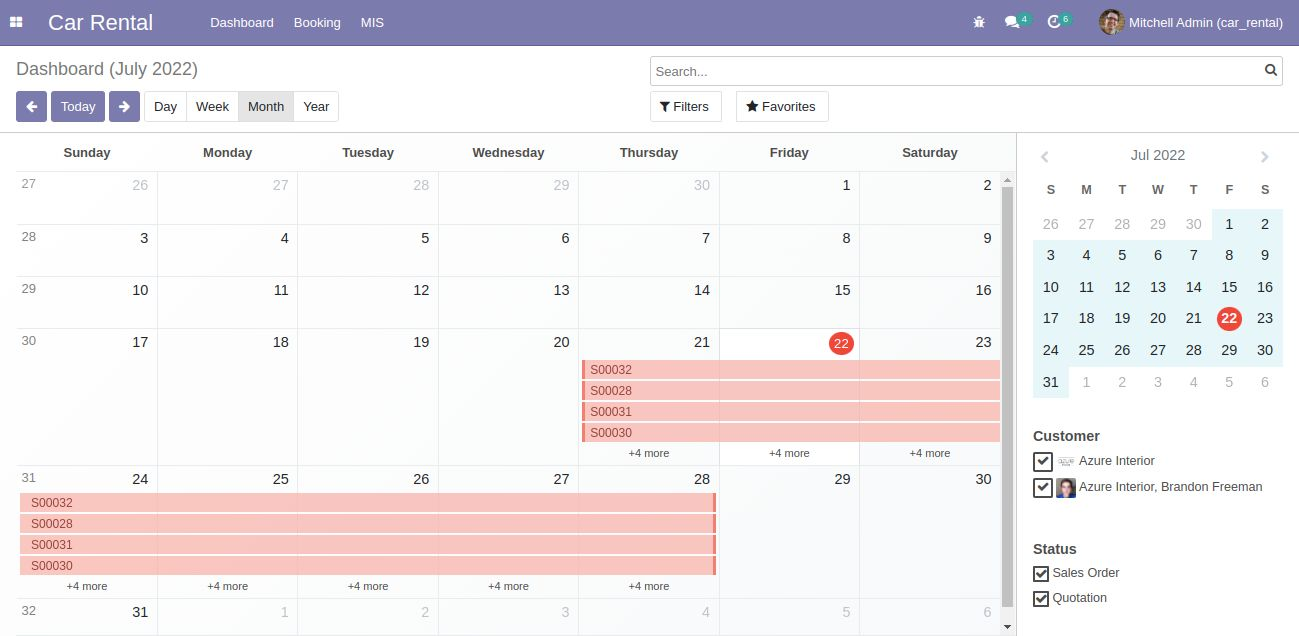 Car Rental Dashboard Booking MIS 4 6 Mitchell Admin (car_rental)
Dashboard (July 2022) Search...
Today Day Week Month Year Filters Favorites
Sunday Monday Tuesday Wednesday Thursday Friday Saturday
27 26 27 28 29 30 1 2
28 3 4 5 6 7 8 9
29 10 11 12 13 14 15 16
30 17 18 19 20 21 22 23
S00032
S00028
S00031
S00030
+4 more +4 more +4 more
31 24 25 26 27 28 29 30
S00032
S00028
S00031
S00030
+4 more +4 more +4 more +4 more +4 more
32 31 1 2 3 4 5 6
Jul 2022
S M T W T F S
26 27 28 29 30 1 2
3 4 5 6 7 8 9
10 11 12 13 14 15 16
17 18 19 20 21 22 23
24 25 26 27 28 29 30
31 1 2 3 4 5 6
Customer
Azure Interior
Azure Interior, Brandon Freeman
Status
Sales Order
Quotation